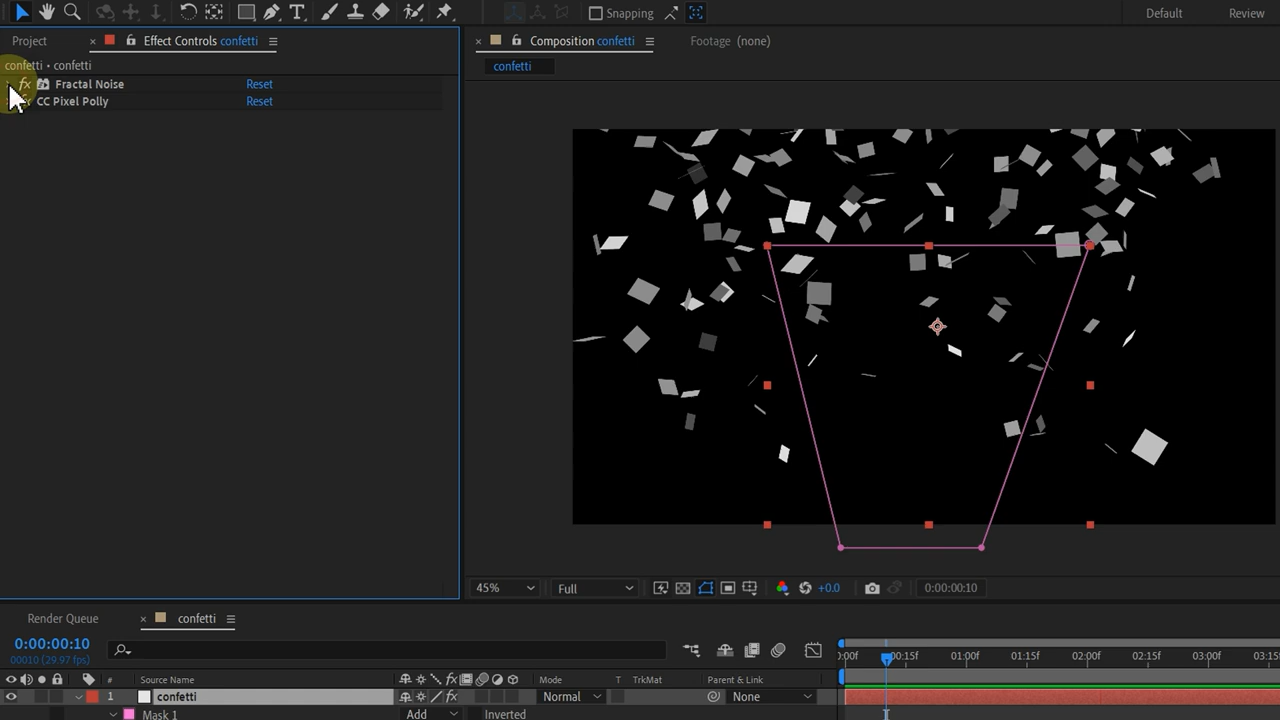 Snapping
Default
Review
Project
Effect Controls confetti
Composition confetti
Footage (none)
confetti • confetti
confetti
fx
Fractal Noise
Reset
CC Pixel Polly
Reset
45%
Full
+0.0
0:00:00:10
Render Queue
confetti
0:00:00:10
00010 (29.97 fps)
:00f
00:15f
01:00f
01:15f
02:00f
02:15f
03:00f
03:15
#
Source Name
Mode
T
TrkMat
Parent & Link
1
confetti
Normal
None
Mask 1
Add
Inverted